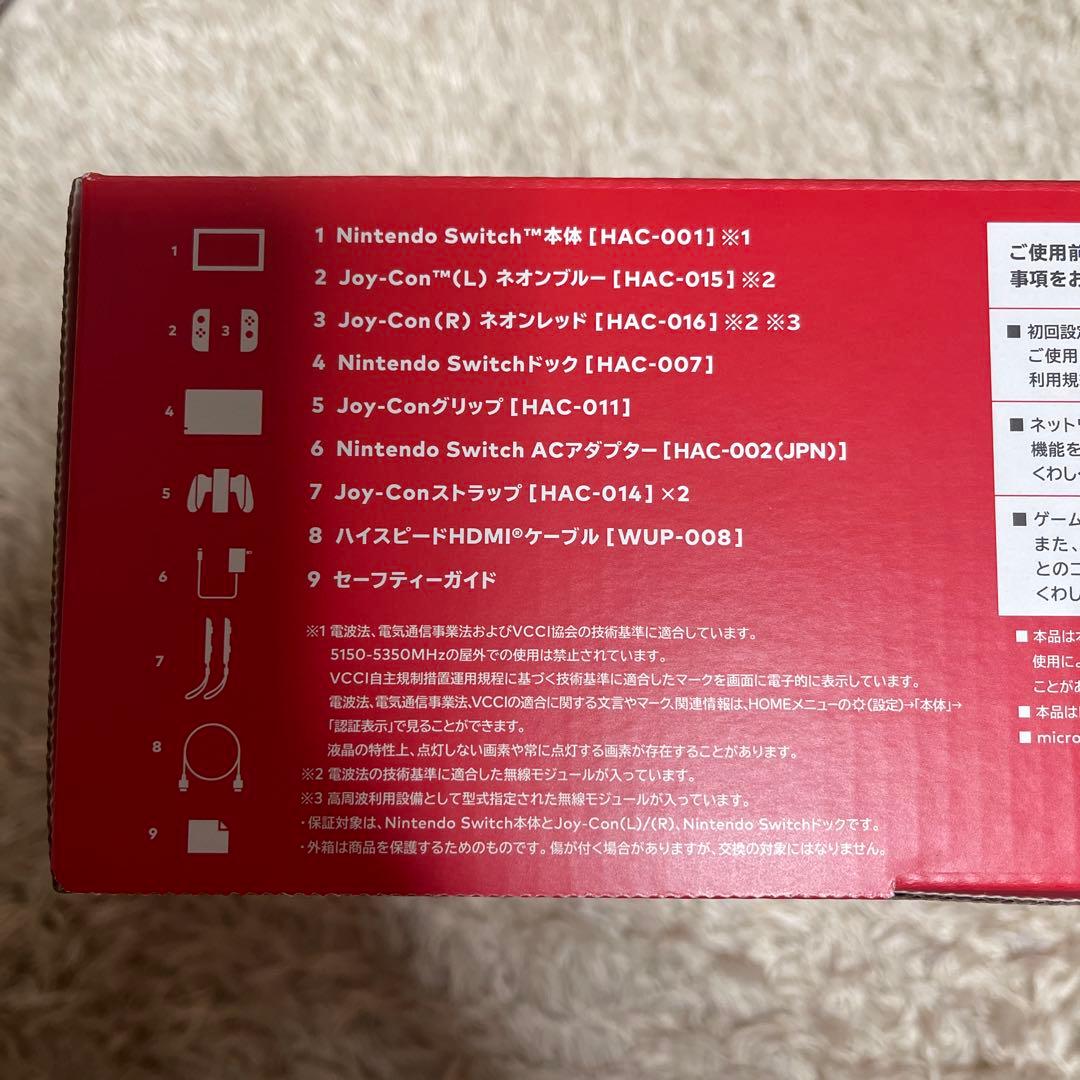 1 Nintendo Switch™本体 [HAC-001] ※1
2 Joy-Con™(L) ネオンブルー [HAC-015] ※2
3 Joy-Con(R) ネオンレッド [HAC-016] ※2 ※3
4 Nintendo Switchドック [HAC-007]
5 Joy-Conグリップ [HAC-011]
6 Nintendo Switch ACアダプター [HAC-002(JPN)]
7 Joy-Conストラップ [HAC-014] ×2
8 ハイスピードHDMI®ケーブル [WUP-008]
9 セーフティーガイド
※1 電波法、電気通信事業法およびVCCI協会の技術基準に適合しています。
5150-5350MHzの屋外での使用は禁止されています。
VCCI自主規制措置運用規程に基づく技術基準に適合したマークを画面に電子的に表示しています。
電波法、電気通信事業法、VCCIの適合に関する文言やマーク、関連情報は、HOMEメニューの☼(設定)→「本体」→
「認証表示」で見ることができます。
液晶の特性上、点灯しない画素や常に点灯する画素が存在することがあります。
※2 電波法の技術基準に適合した無線モジュールが入っています。
※3 高周波利用設備として型式指定された無線モジュールが入っています。
・保証対象は、Nintendo Switch本体とJoy-Con(L)/(R)、Nintendo Switchドックです。
・外箱は商品を保護するためのものです。傷が付く場合がありますが、交換の対象にはなりません。
1
2 3
4
5
6
7
8
9
ご使用前
事項をお
■ 初回設定
ご使用
利用規
■ ネットワ
機能を
くわし
■ ゲーム
また、
とのコ
くわし
■ 本品は
使用に
ことが
■ 本品は
■ micro